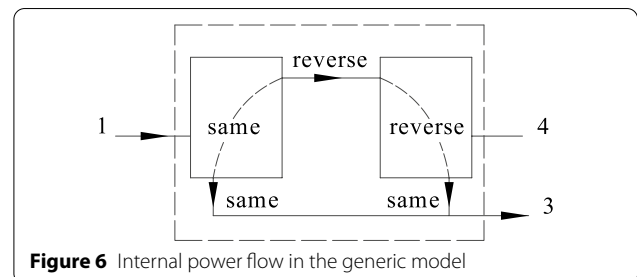 reverse
1
same
reverse
4
same
same
3
Figure 6 Internal power flow in the generic model